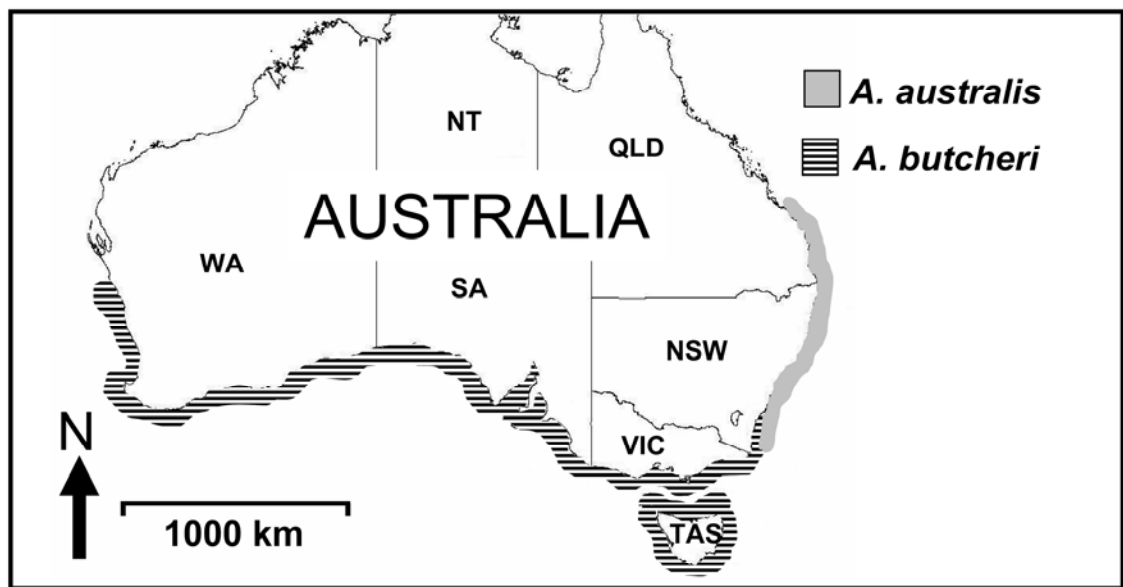 NT
QLD
A. australis
A. butcheri
AUSTRALIA
WA
SA
NSW
VIC
TAS
N
1000 km